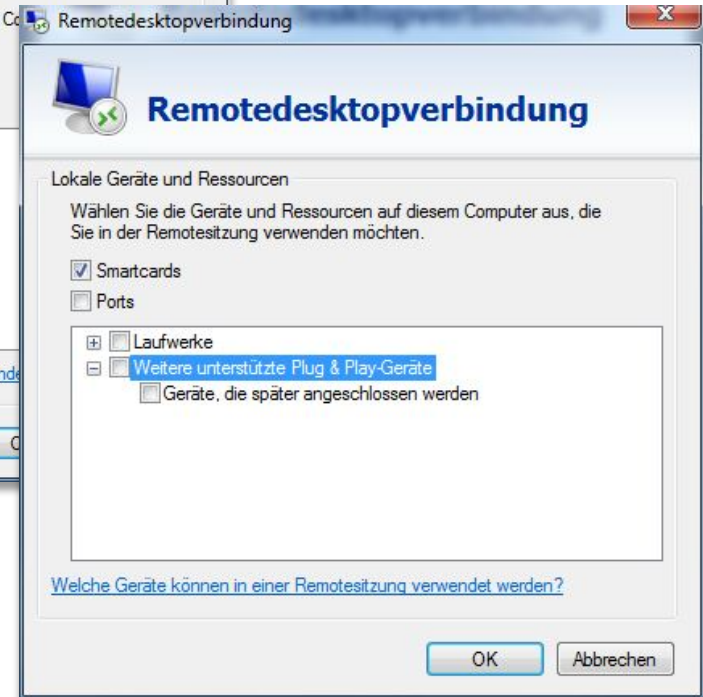 Remotedesktopverbindung
Remotedesktopverbindung
Lokale Geräte und Ressourcen
Wählen Sie die Geräte und Ressourcen auf diesem Computer aus, die
Sie in der Remotesitzung verwenden möchten.
Smartcards
Ports
Laufwerke
Weitere unterstützte Plug & Play-Geräte
Geräte, die später angeschlossen werden
Welche Geräte können in einer Remotesitzung verwendet werden?
OK
Abbrechen